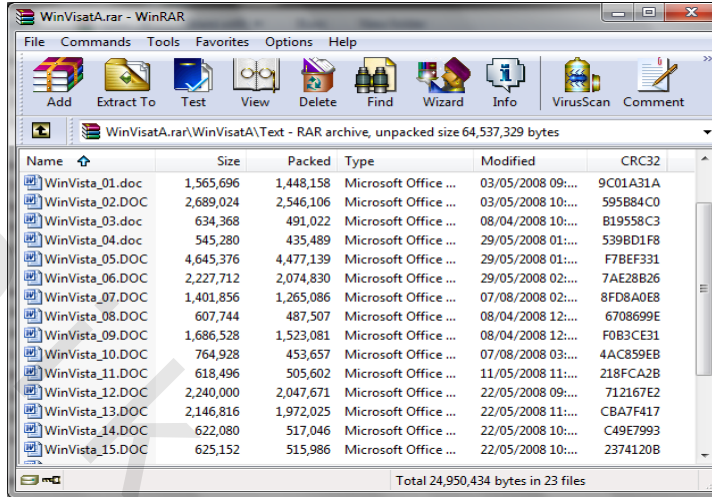 WinVisatA.rar - WinRAR
File Commands Tools Favorites Options Help
Add Extract To Test View Delete Find Wizard Info VirusScan Comment
WinVisatA.rar\WinVisatA\Text - RAR archive, unpacked size 64,537,329 bytes
Name Size Packed Type Modified CRC32
WinVista_01.doc 1,565,696 1,448,158 Microsoft Office ... 03/05/2008 09:... 9C01A31A
WinVista_02.DOC 2,689,024 2,546,106 Microsoft Office ... 03/05/2008 10:... 595B84C0
WinVista_03.doc 634,368 491,022 Microsoft Office ... 08/04/2008 10:... B19558C3
WinVista_04.doc 545,280 435,489 Microsoft Office ... 29/05/2008 01:... 539BD1F8
WinVista_05.DOC 4,645,376 4,477,139 Microsoft Office ... 29/05/2008 01:... F7BEF331
WinVista_06.DOC 2,227,712 2,074,830 Microsoft Office ... 29/05/2008 02:... 7AE28B26
WinVista_07.DOC 1,401,856 1,265,086 Microsoft Office ... 07/08/2008 02:... 8FD8A0E8
WinVista_08.DOC 607,744 487,507 Microsoft Office ... 08/04/2008 12:... 6708699E
WinVista_09.DOC 1,686,528 1,523,081 Microsoft Office ... 08/04/2008 12:... F0B3CE31
WinVista_10.DOC 764,928 453,657 Microsoft Office ... 07/08/2008 03:... 4AC859EB
WinVista_11.DOC 618,496 505,602 Microsoft Office ... 11/05/2008 11:... 218FCA2B
WinVista_12.DOC 2,240,000 2,047,671 Microsoft Office ... 22/05/2008 09:... 712167E2
WinVista_13.DOC 2,146,816 1,972,025 Microsoft Office ... 22/05/2008 11:... CBA7F417
WinVista_14.DOC 622,080 517,046 Microsoft Office ... 22/05/2008 10:... C49E7993
WinVista_15.DOC 625,152 515,986 Microsoft Office ... 22/05/2008 10:... 2374120B
Total 24,950,434 bytes in 23 files